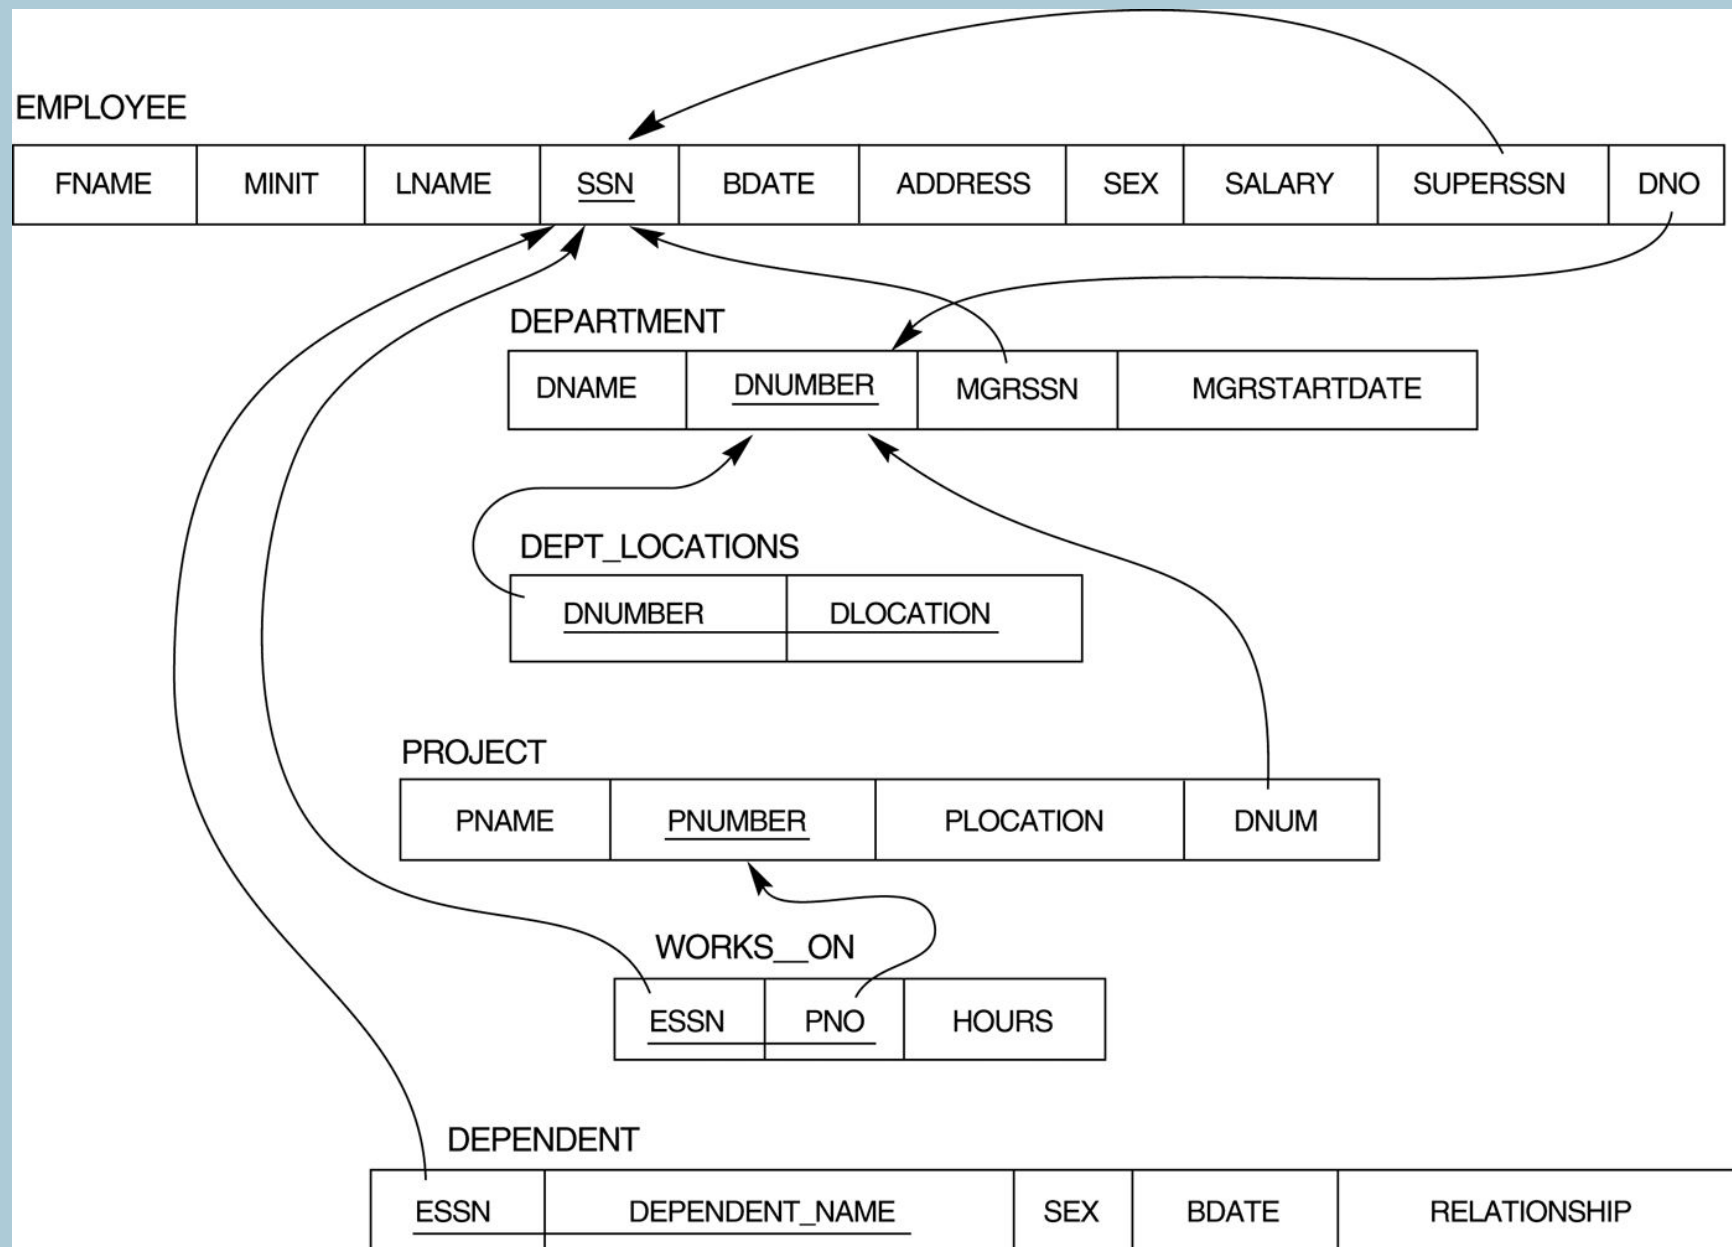 EMPLOYEE
FNAME MINIT LNAME SSN BDATE ADDRESS SEX SALARY SUPERSSN DNO
DEPARTMENT
DNAME DNUMBER MGRSSN MGRSTARTDATE
DEPT_LOCATIONS
DNUMBER DLOCATION
PROJECT
PNAME PNUMBER PLOCATION DNUM
WORKS__ON
ESSN PNO HOURS
DEPENDENT
ESSN DEPENDENT_NAME SEX BDATE RELATIONSHIP